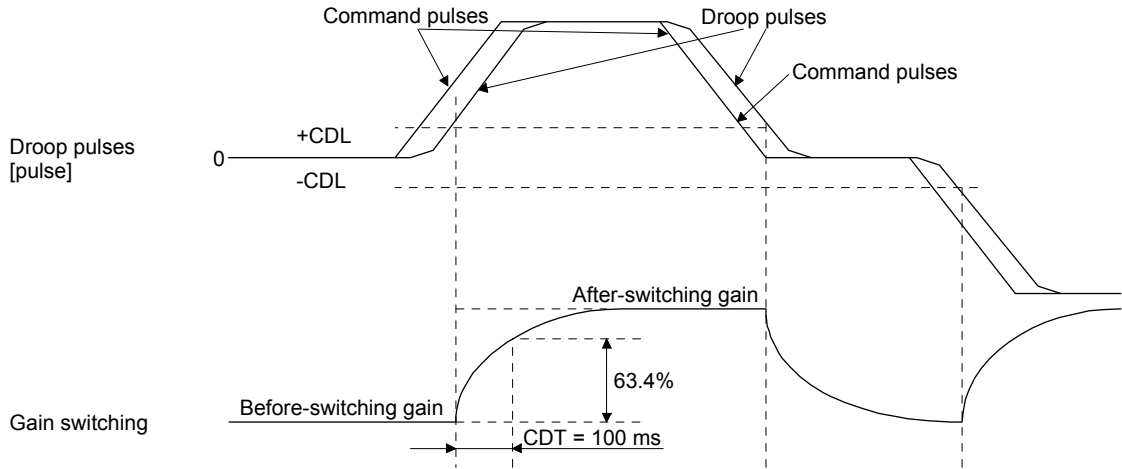 Command pulses
Droop pulses
Command pulses
+CDL
Droop pulses
[pulse]
0
-CDL
After-switching gain
63.4%
Before-switching gain
Gain switching
CDT = 100 ms